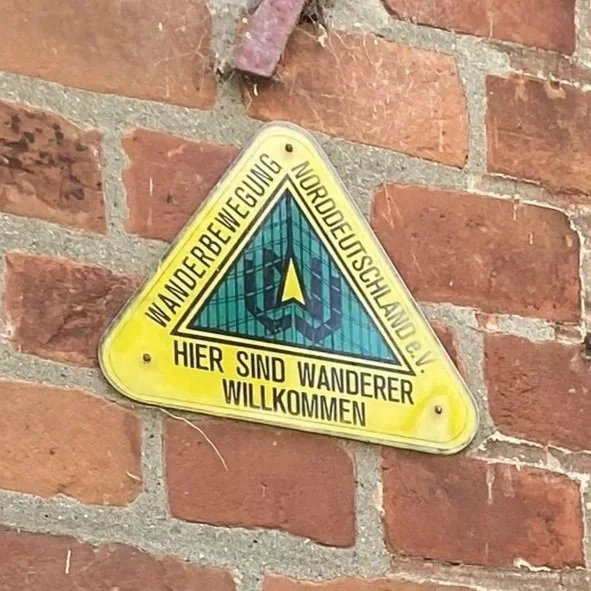 WANDERBEWEGUNG
NORDDEUTSCHLAND e.V.
HIER SIND WANDERER
WILLKOMMEN